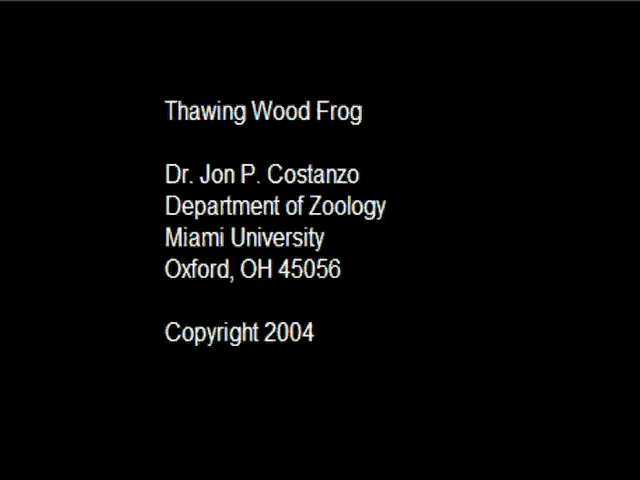 Thawing Wood Frog
Dr. Jon P. Costanzo
Department of Zoology
Miami University
Oxford, OH 45056
Copyright 2004